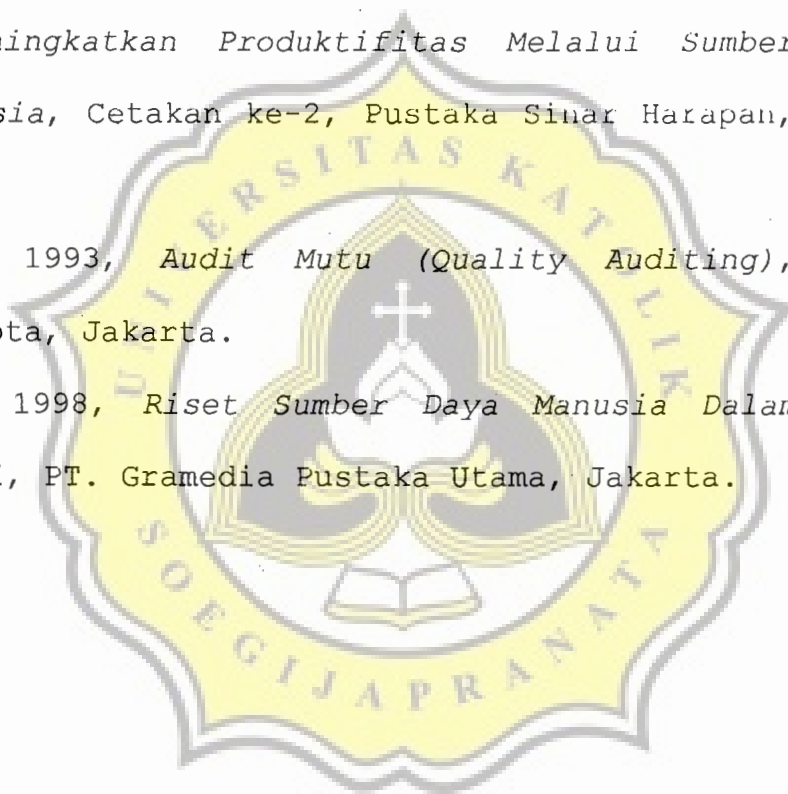 ningkatkan Produktifitas Melalui Sumber
sia, Cetakan ke-2, Pustaka Sinar Harapan,
1993, Audit Mutu (Quality Auditing),
ota, Jakarta.
1998, Riset Sumber Daya Manusia Dalam
, PT. Gramedia Pustaka Utama, Jakarta.
UNIVERSITAS KATOLIK
SOEGIJAPRANATA